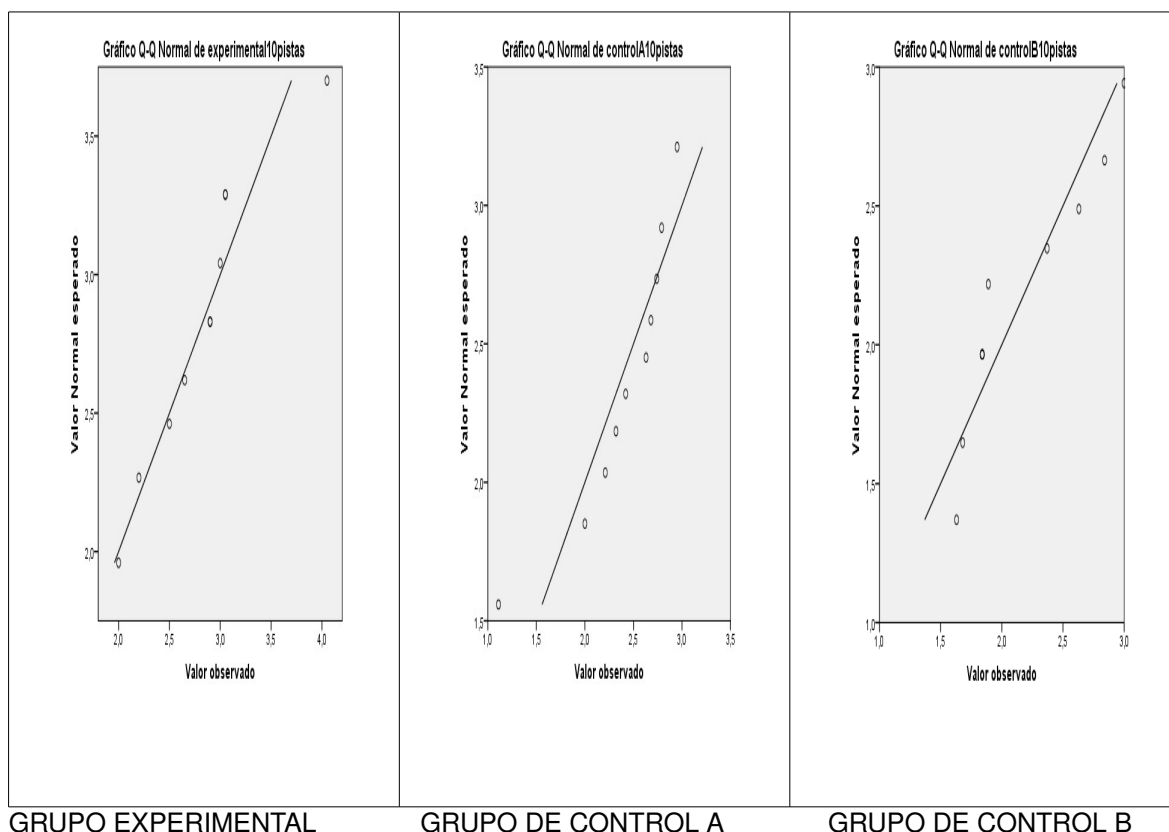 Gráfico Q-Q Normal de experimental10pistas
Valor Normal esperado
3,5
3,0
2,5
2,0
2,0 2,5 3,0 3,5 4,0
Valor observado
Gráfico Q-Q Normal de controlA10pistas
Valor Normal esperado
3,5
3,0
2,5
2,0
1,5
1,0 1,5 2,0 2,5 3,0 3,5
Valor observado
Gráfico Q-Q Normal de controlB10pistas
Valor Normal esperado
3,0
2,5
2,0
1,5
1,0
1,0 1,5 2,0 2,5 3,0
Valor observado
GRUPO EXPERIMENTAL GRUPO DE CONTROL A GRUPO DE CONTROL B